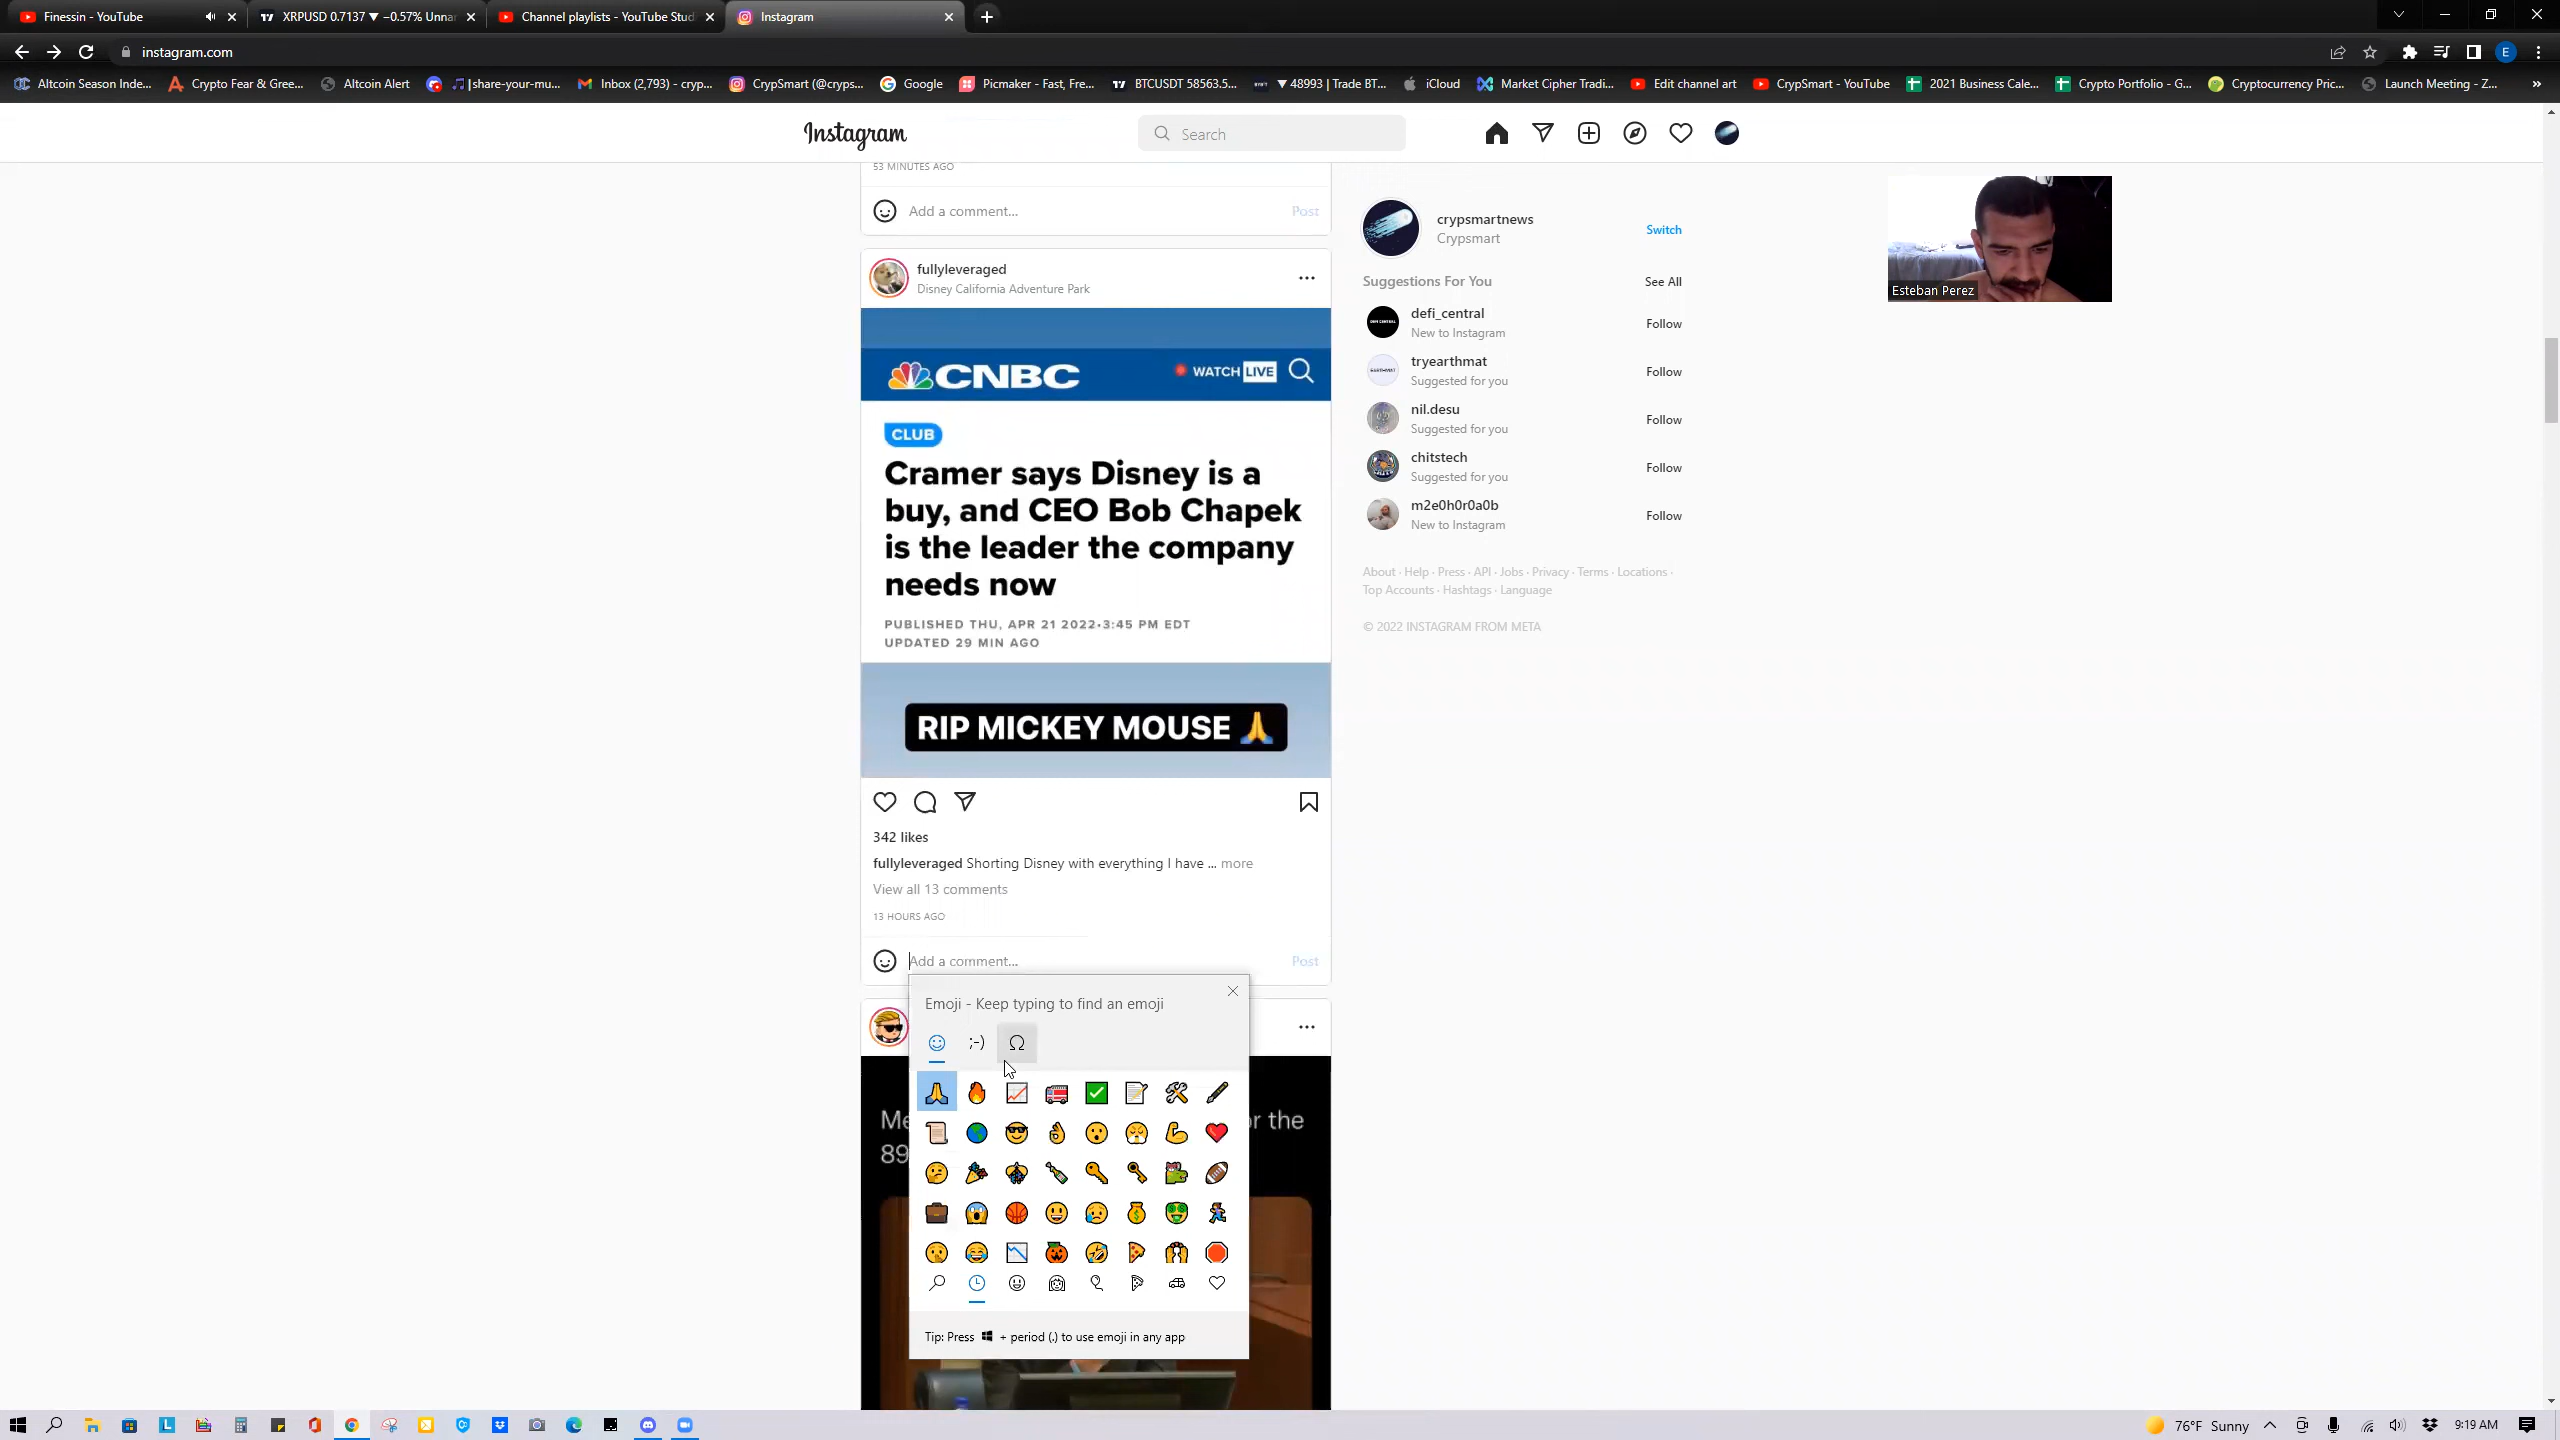 Finessin - YouTube
XRPUSD 0.7137 ▼ −0.57% Unna
Channel playlists - YouTube Stud
Instagram
instagram.com
Altcoin Season Inde...
Crypto Fear & Gree...
Altcoin Alert
🎵|share-your-mu...
Inbox (2,793) - cryp...
CrypSmart (@cryps...
Google
Picmaker - Fast, Fre...
BTCUSDT 58563.5...
▼ 48993 | Trade BT...
iCloud
Market Cipher Tradi...
Edit channel art
CrypSmart - YouTube
2021 Business Cale...
Crypto Portfolio - G...
Cryptocurrency Pric...
Launch Meeting - Z...
»
Instagram
Search
53 MINUTES AGO
Add a comment...
Post
fullyleveraged
Disney California Adventure Park
CNBC
WATCH LIVE
CLUB
Cramer says Disney is a
buy, and CEO Bob Chapek
is the leader the company
needs now
PUBLISHED THU, APR 21 2022•3:45 PM EDT
UPDATED 29 MIN AGO
RIP MICKEY MOUSE 🙏
342 likes
fullyleveraged Shorting Disney with everything I have ... more
View all 13 comments
13 HOURS AGO
Add a comment...
Post
Emoji - Keep typing to find an emoji
;-)
Ω
Me
r the
89
Tip: Press + period (.) to use emoji in any app
crypsmartnews
Crypsmart
Switch
Suggestions For You
See All
defi_central
New to Instagram
Follow
tryearthmat
Suggested for you
Follow
nil.desu
Suggested for you
Follow
chitstech
Suggested for you
Follow
m2e0h0r0a0b
New to Instagram
Follow
About · Help · Press · API · Jobs · Privacy · Terms · Locations ·
Top Accounts · Hashtags · Language
© 2022 INSTAGRAM FROM META
Esteban Perez
76°F Sunny
9:19 AM